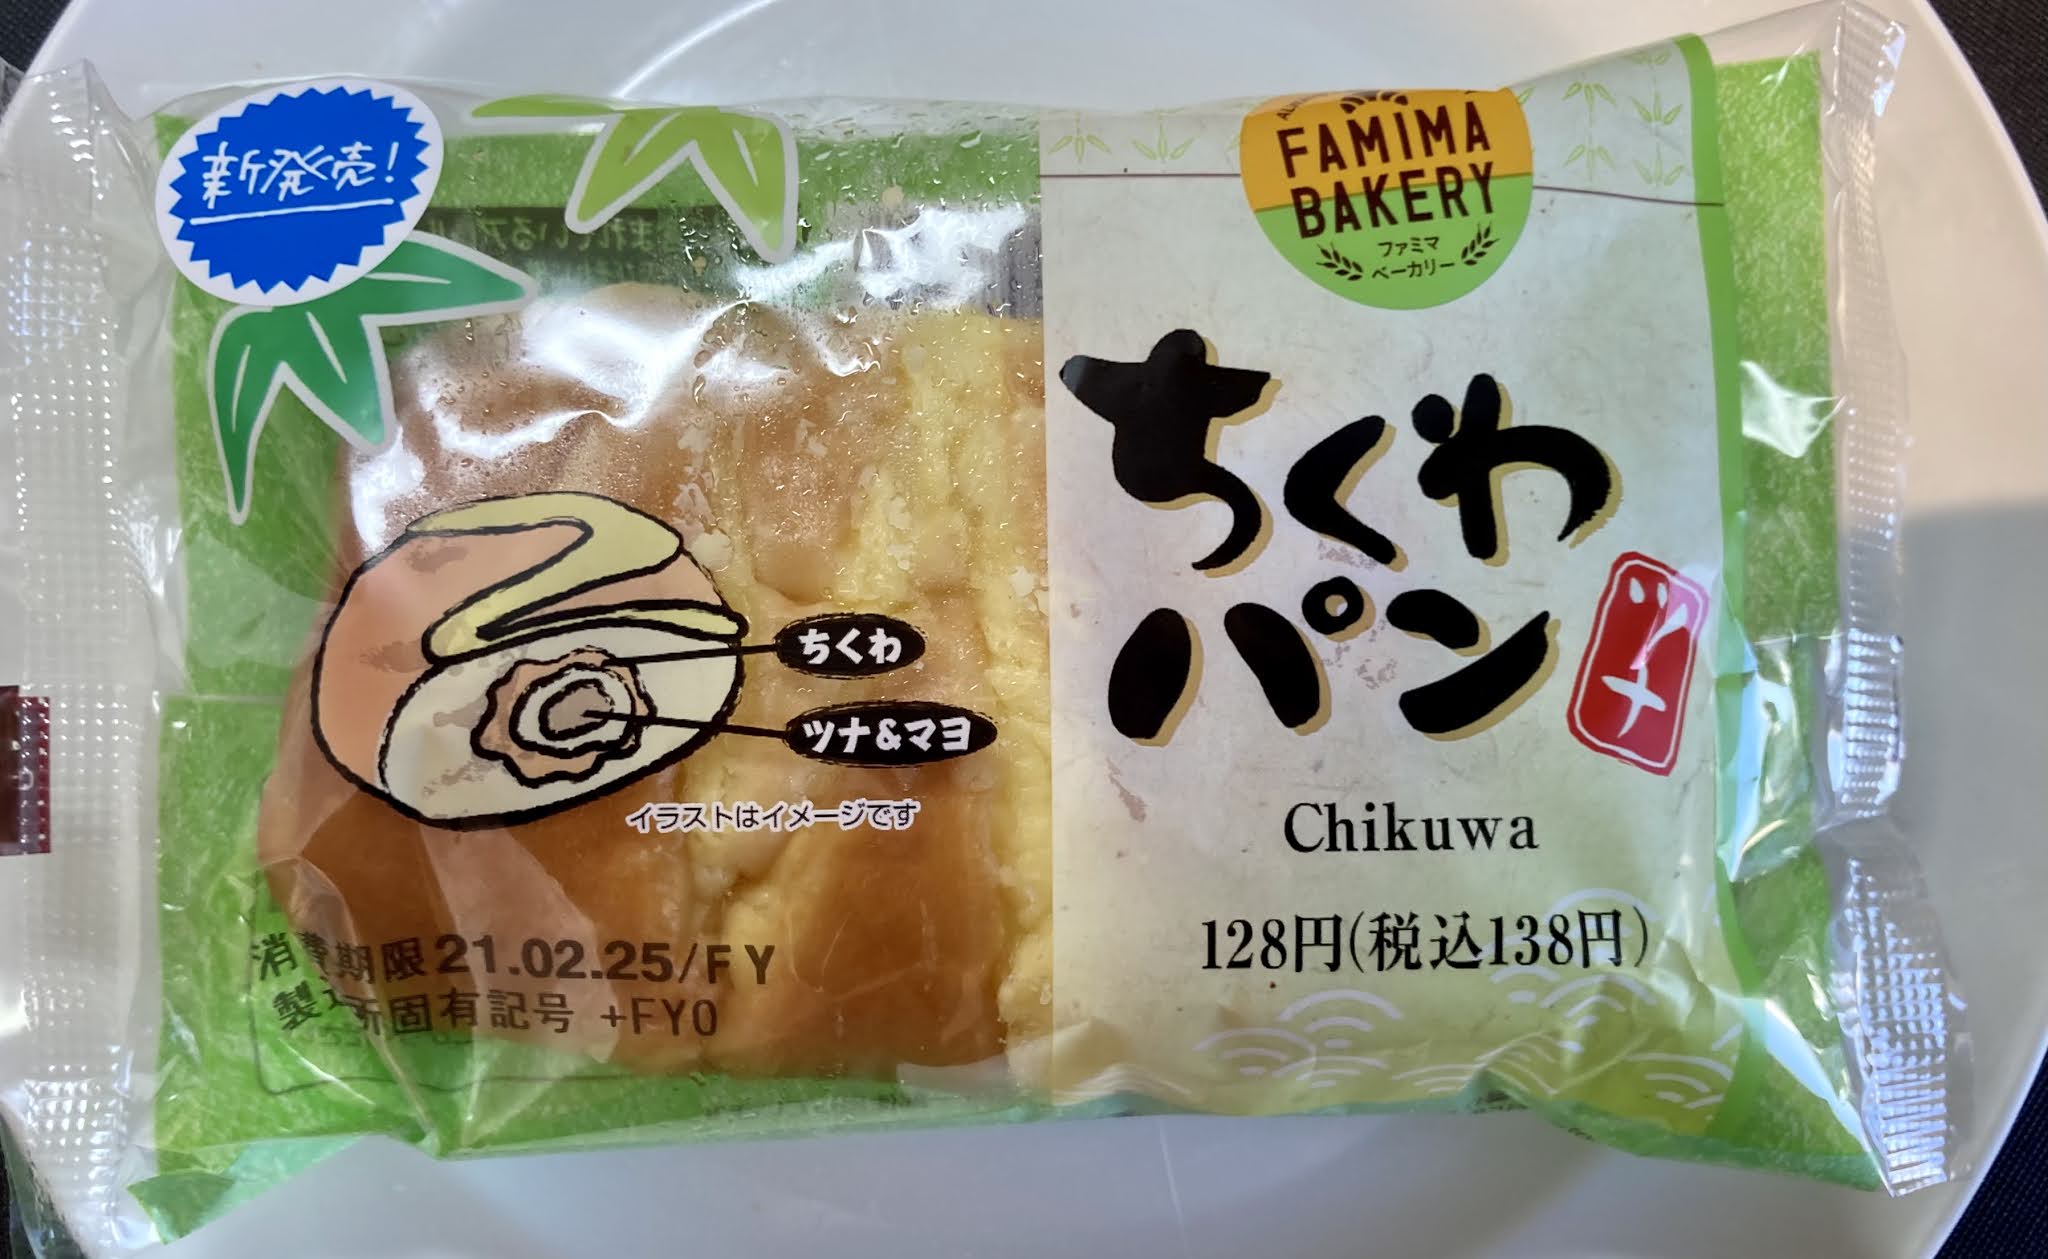 新発売!
FAMIMA
BAKERY
ファミマ
ベーカリー
ちくわ
パン
ツナ
Chikuwa
128円(税込138円)
ちくわ
ツナ&マヨ
イラストはイメージです
消費期限 21.02.25/FY
製造所固有記号 +FY0